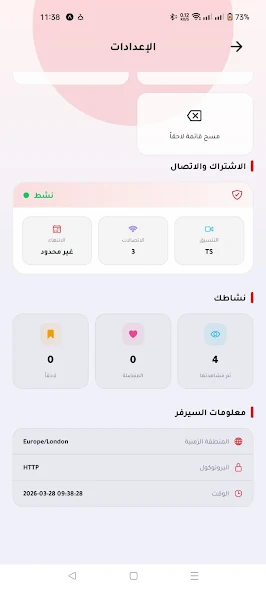 11:38
73%
الإعدادات
مسح قائمة لاحقاً
الاشتراك والاتصال
نشط
التنسيق
TS
الاتصالات
3
الانتهاء
غير محدود
نشاطك
4
تم مشاهدتها
0
المفضلة
0
لاحقاً
معلومات السيرفر
المنطقة الزمنية
Europe/London
البروتوكول
HTTP
الوقت
2026-03-28 09:38:28